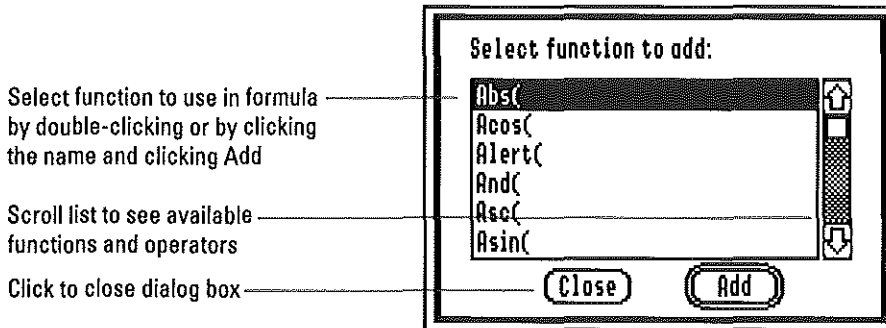 Select function to use in formula
by double-clicking or by clicking
the name and clicking Add
Scroll list to see available
functions and operators
Click to close dialog box
Select function to add:
Abs(
Acos(
Alert(
And(
Asc(
Asin(
Close
Add